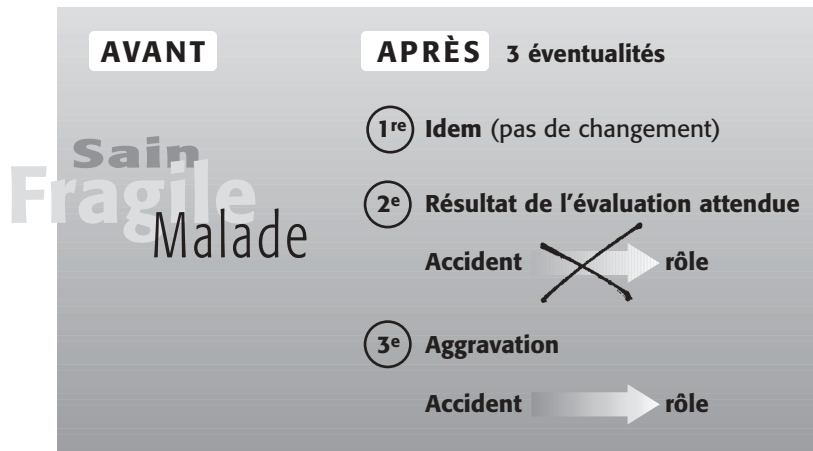 AVANT
APRÈS 3 éventualités
1re Idem (pas de changement)
Sain
Fragile
Malade
2e Résultat de l'évaluation attendue
Accident rôle
3e Aggravation
Accident rôle